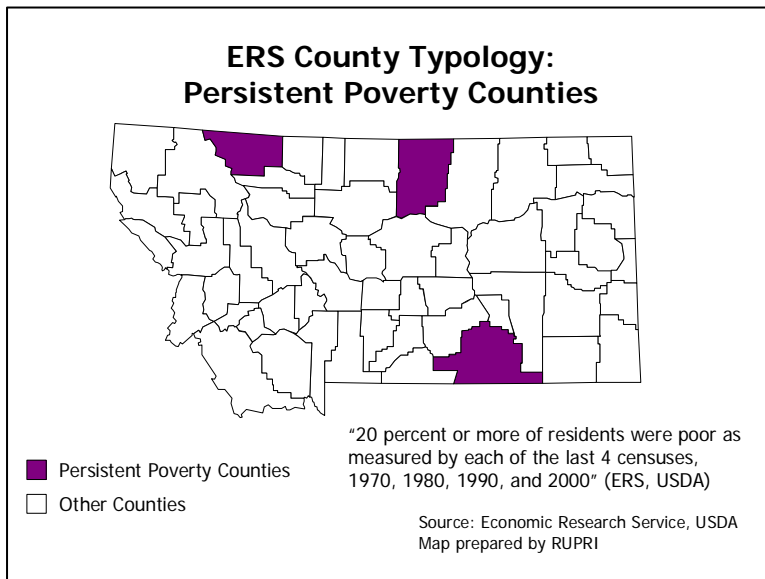 ERS County Typology:
Persistent Poverty Counties
"20 percent or more of residents were poor as
measured by each of the last 4 censuses,
1970, 1980, 1990, and 2000" (ERS, USDA)
Persistent Poverty Counties
Other Counties
Source: Economic Research Service, USDA
Map prepared by RUPRI